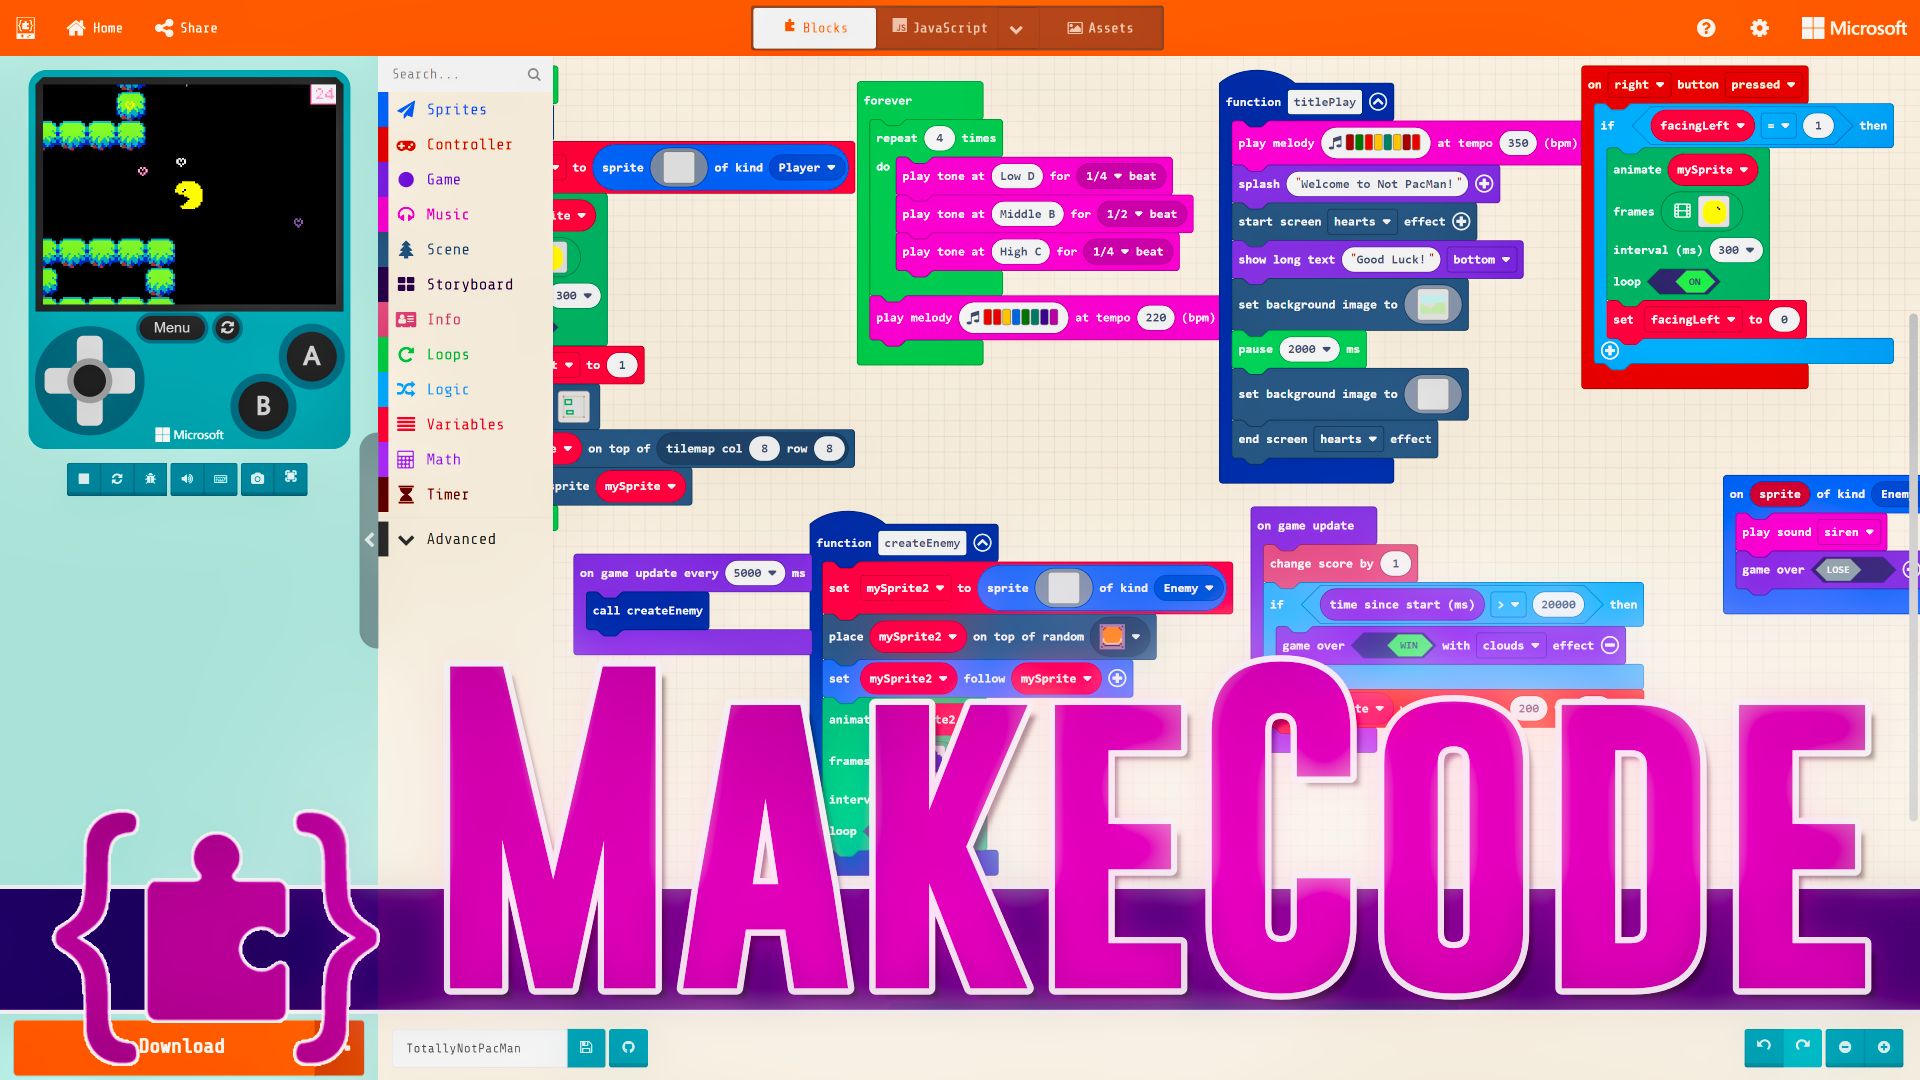 Home
Share
Blocks
JavaScript
Assets
Microsoft
24
Menu
A
B
Microsoft
Search...
Sprites
Controller
Game
Music
Scene
Storyboard
Info
Loops
Logic
Variables
Math
Timer
Advanced
to sprite of kind Player
300
to 1
on top of tilemap col 8 row 8
mySprite
forever
repeat 4 times
do
play tone at Low D for 1/4 beat
play tone at Middle B for 1/2 beat
play tone at High C for 1/4 beat
play melody at tempo 220 (bpm)
function titlePlay
play melody at tempo 350 (bpm)
splash "Welcome to Not PacMan!"
start screen hearts effect
show long text "Good Luck!" bottom
set background image to
pause 2000 ms
set background image to
end screen hearts effect
on right button pressed
if facingLeft = 1 then
animate mySprite
frames
interval (ms) 300
loop ON
set facingLeft to 0
on game update every 5000 ms
call createEnemy
function createEnemy
set mySprite2 to sprite of kind Enemy
place mySprite2 on top of random
set mySprite2 follow mySprite
frames
loop
on game update
change score by 1
if time since start (ms) > 20000 then
game over WIN with clouds effect
200
on sprite of kind
play sound siren
game over LOSE
MAKECODE
Download
TotallyNotPacMan